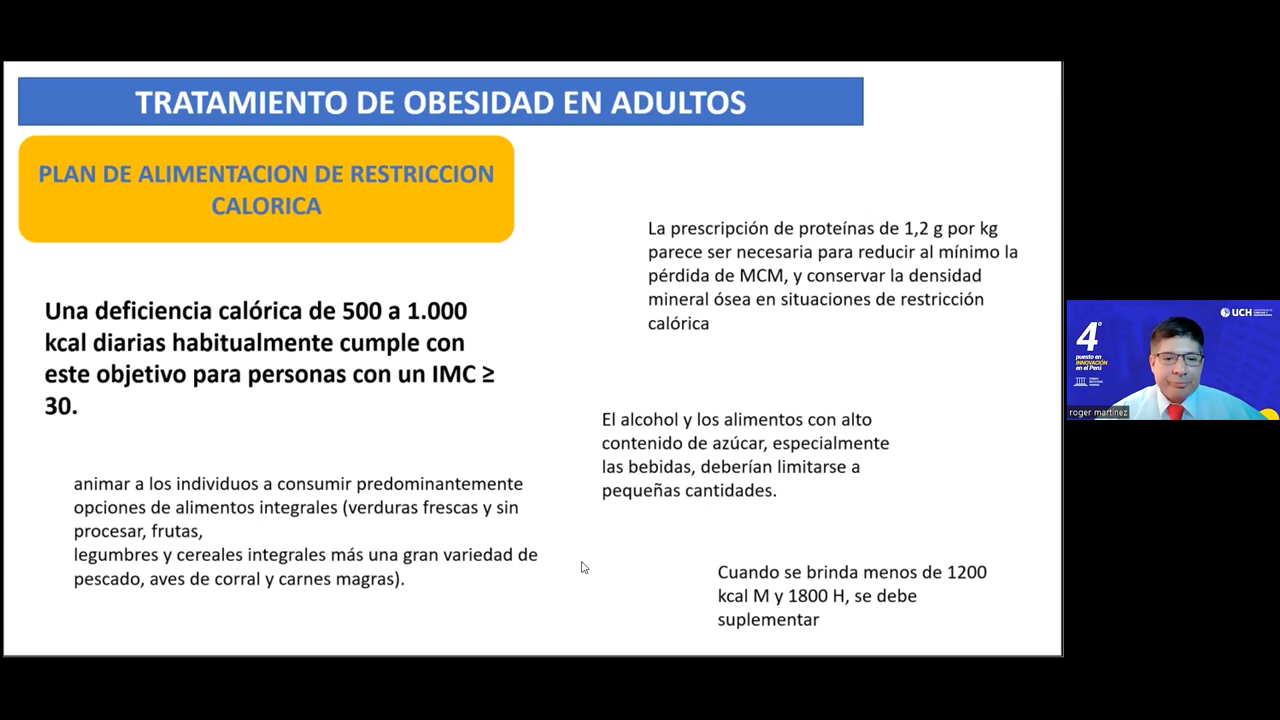 TRATAMIENTO DE OBESIDAD EN ADULTOS
PLAN DE ALIMENTACION DE RESTRICCION
CALORICA
Una deficiencia calórica de 500 a 1.000
kcal diarias habitualmente cumple con
este objetivo para personas con un IMC ≥
30.
animar a los individuos a consumir predominantemente
opciones de alimentos integrales (verduras frescas y sin
procesar, frutas,
legumbres y cereales integrales más una gran variedad de
pescado, aves de corral y carnes magras).
La prescripción de proteínas de 1,2 g por kg
parece ser necesaria para reducir al mínimo la
pérdida de MCM, y conservar la densidad
mineral ósea en situaciones de restricción
calórica
El alcohol y los alimentos con alto
contenido de azúcar, especialmente
las bebidas, deberían limitarse a
pequeñas cantidades.
Cuando se brinda menos de 1200
kcal M y 1800 H, se debe
suplementar
UCH
4°
puesto en
INNOVACIÓN
en el Perú
roger martinez